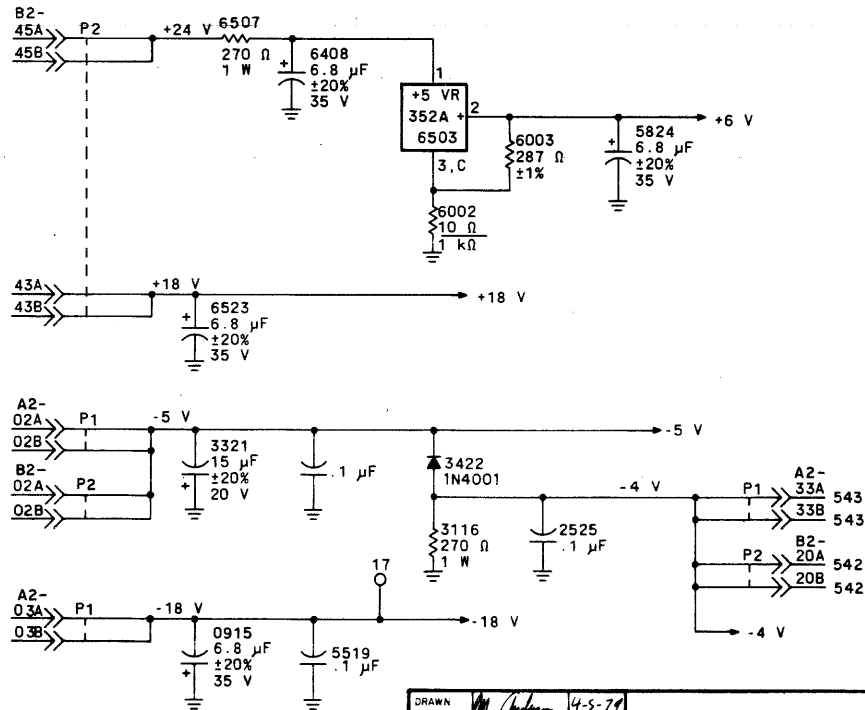 B2-
45A P2 +24 V 6507
45B 270 Ω
1 W
6408
6.8 µF
±20%
35 V
1
+5 VR
352A + 2
6503
3,C
6003
287 Ω
±1%
5824
6.8 µF
±20%
35 V
+6 V
6002
10 Ω
1 kΩ
43A +18 V +18 V
43B
6523
6.8 µF
±20%
35 V
A2-
02A P1 -5 V -5 V
02B
B2-
02A P2
02B
3321
15 µF
±20%
20 V
.1 µF
3422
1N4001
-4 V
3116
270 Ω
1 W
2525
.1 µF
A2-
P1 33A 543
33B 543
B2-
P2 20A 542
20B 542
-4 V
17
A2-
03A P1 -18 V -18 V
03B
0915
6.8 µF
±20%
35 V
5519
.1 µF
DRAWN 4-5-79